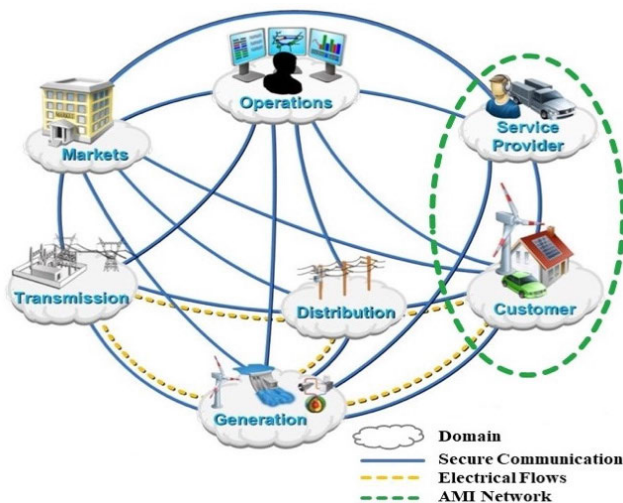 Operations
Markets
Service
Provider
Transmission
Distribution
Customer
Generation
Domain
Secure Communication
Electrical Flows
AMI Network